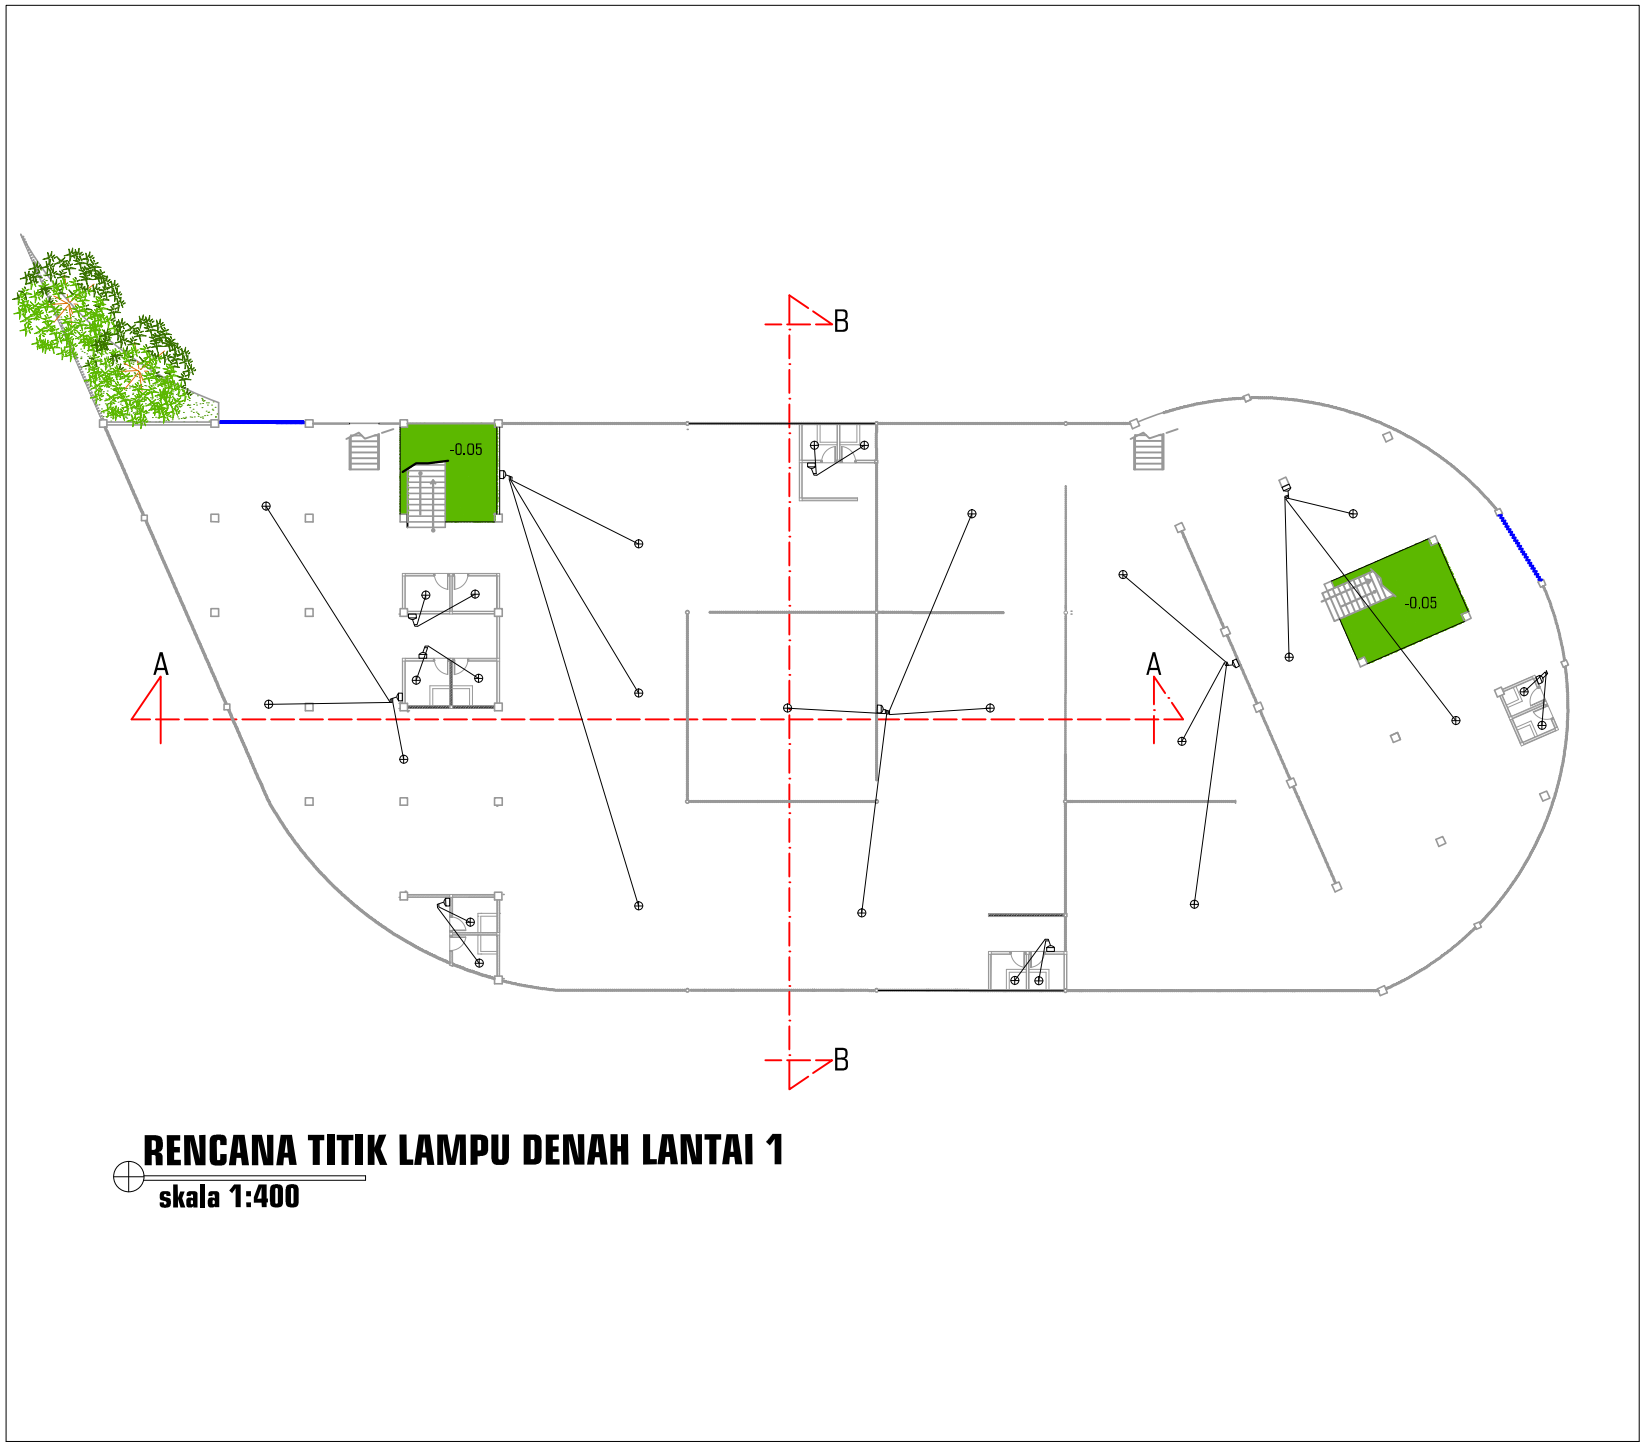 B
-0.05
-0.05
A
A
B
RENCANA TITIK LAMPU DENAH LANTAI 1
skala 1:400